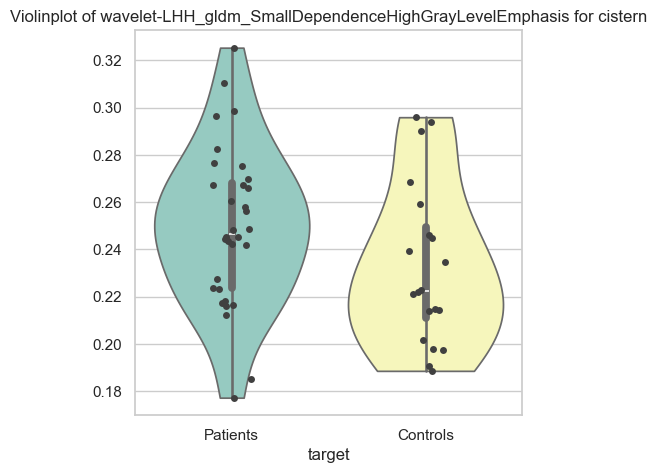 Violinplot of wavelet-LHH_gldm_SmallDependenceHighGrayLevelEmphasis for cistern
0.32
0.30
0.28
0.26
0.24
0.22
0.20
0.18
Patients Controls
target